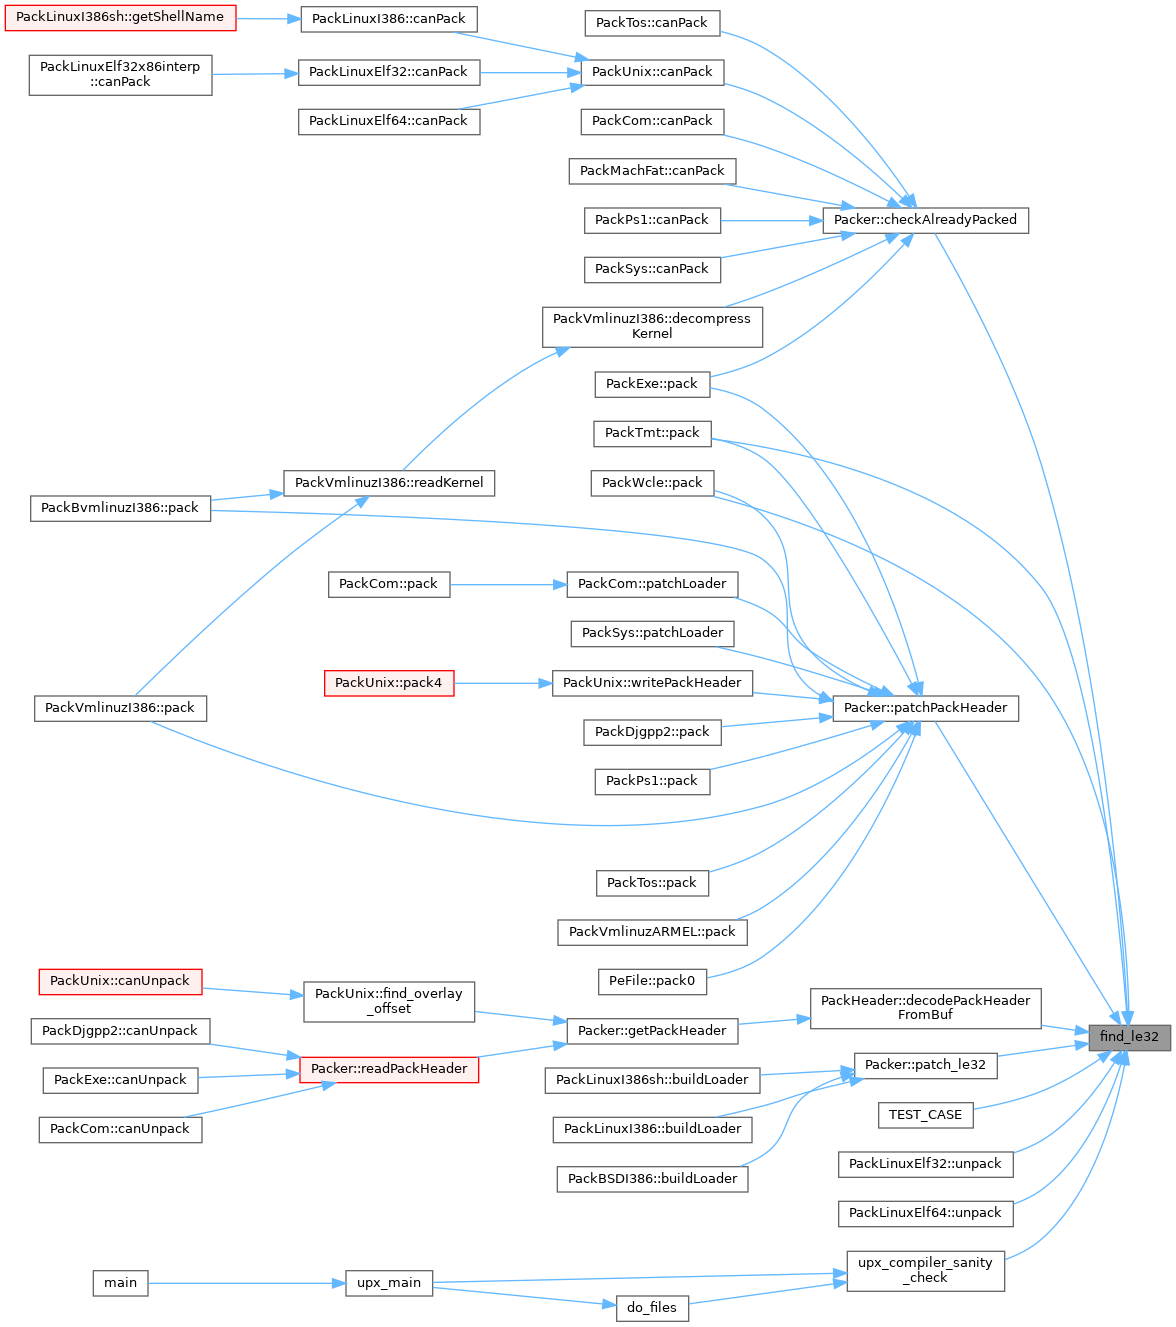 PackLinuxI386sh::getShellName
PackLinuxI386::canPack
PackTos::canPack
PackLinuxElf32x86interp
::canPack
PackLinuxElf32::canPack
PackUnix::canPack
PackLinuxElf64::canPack
PackCom::canPack
PackMachFat::canPack
PackPs1::canPack
Packer::checkAlreadyPacked
PackSys::canPack
PackVmlinuzI386::decompress
Kernel
PackExe::pack
PackTmt::pack
PackWcle::pack
PackVmlinuzI386::readKernel
PackBvmlinuzI386::pack
PackCom::pack
PackCom::patchLoader
PackSys::patchLoader
PackUnix::pack4
PackUnix::writePackHeader
PackVmlinuzI386::pack
Packer::patchPackHeader
PackDjgpp2::pack
PackPs1::pack
PackTos::pack
PackVmlinuzARMEL::pack
PeFile::pack0
PackUnix::canUnpack
PackUnix::find_overlay
_offset
PackHeader::decodePackHeader
FromBuf
PackDjgpp2::canUnpack
Packer::getPackHeader
find_le32
Packer::readPackHeader
Packer::patch_le32
PackExe::canUnpack
PackLinuxI386sh::buildLoader
TEST_CASE
PackCom::canUnpack
PackLinuxI386::buildLoader
PackLinuxElf32::unpack
PackBSDI386::buildLoader
PackLinuxElf64::unpack
upx_compiler_sanity
_check
main
upx_main
do_files